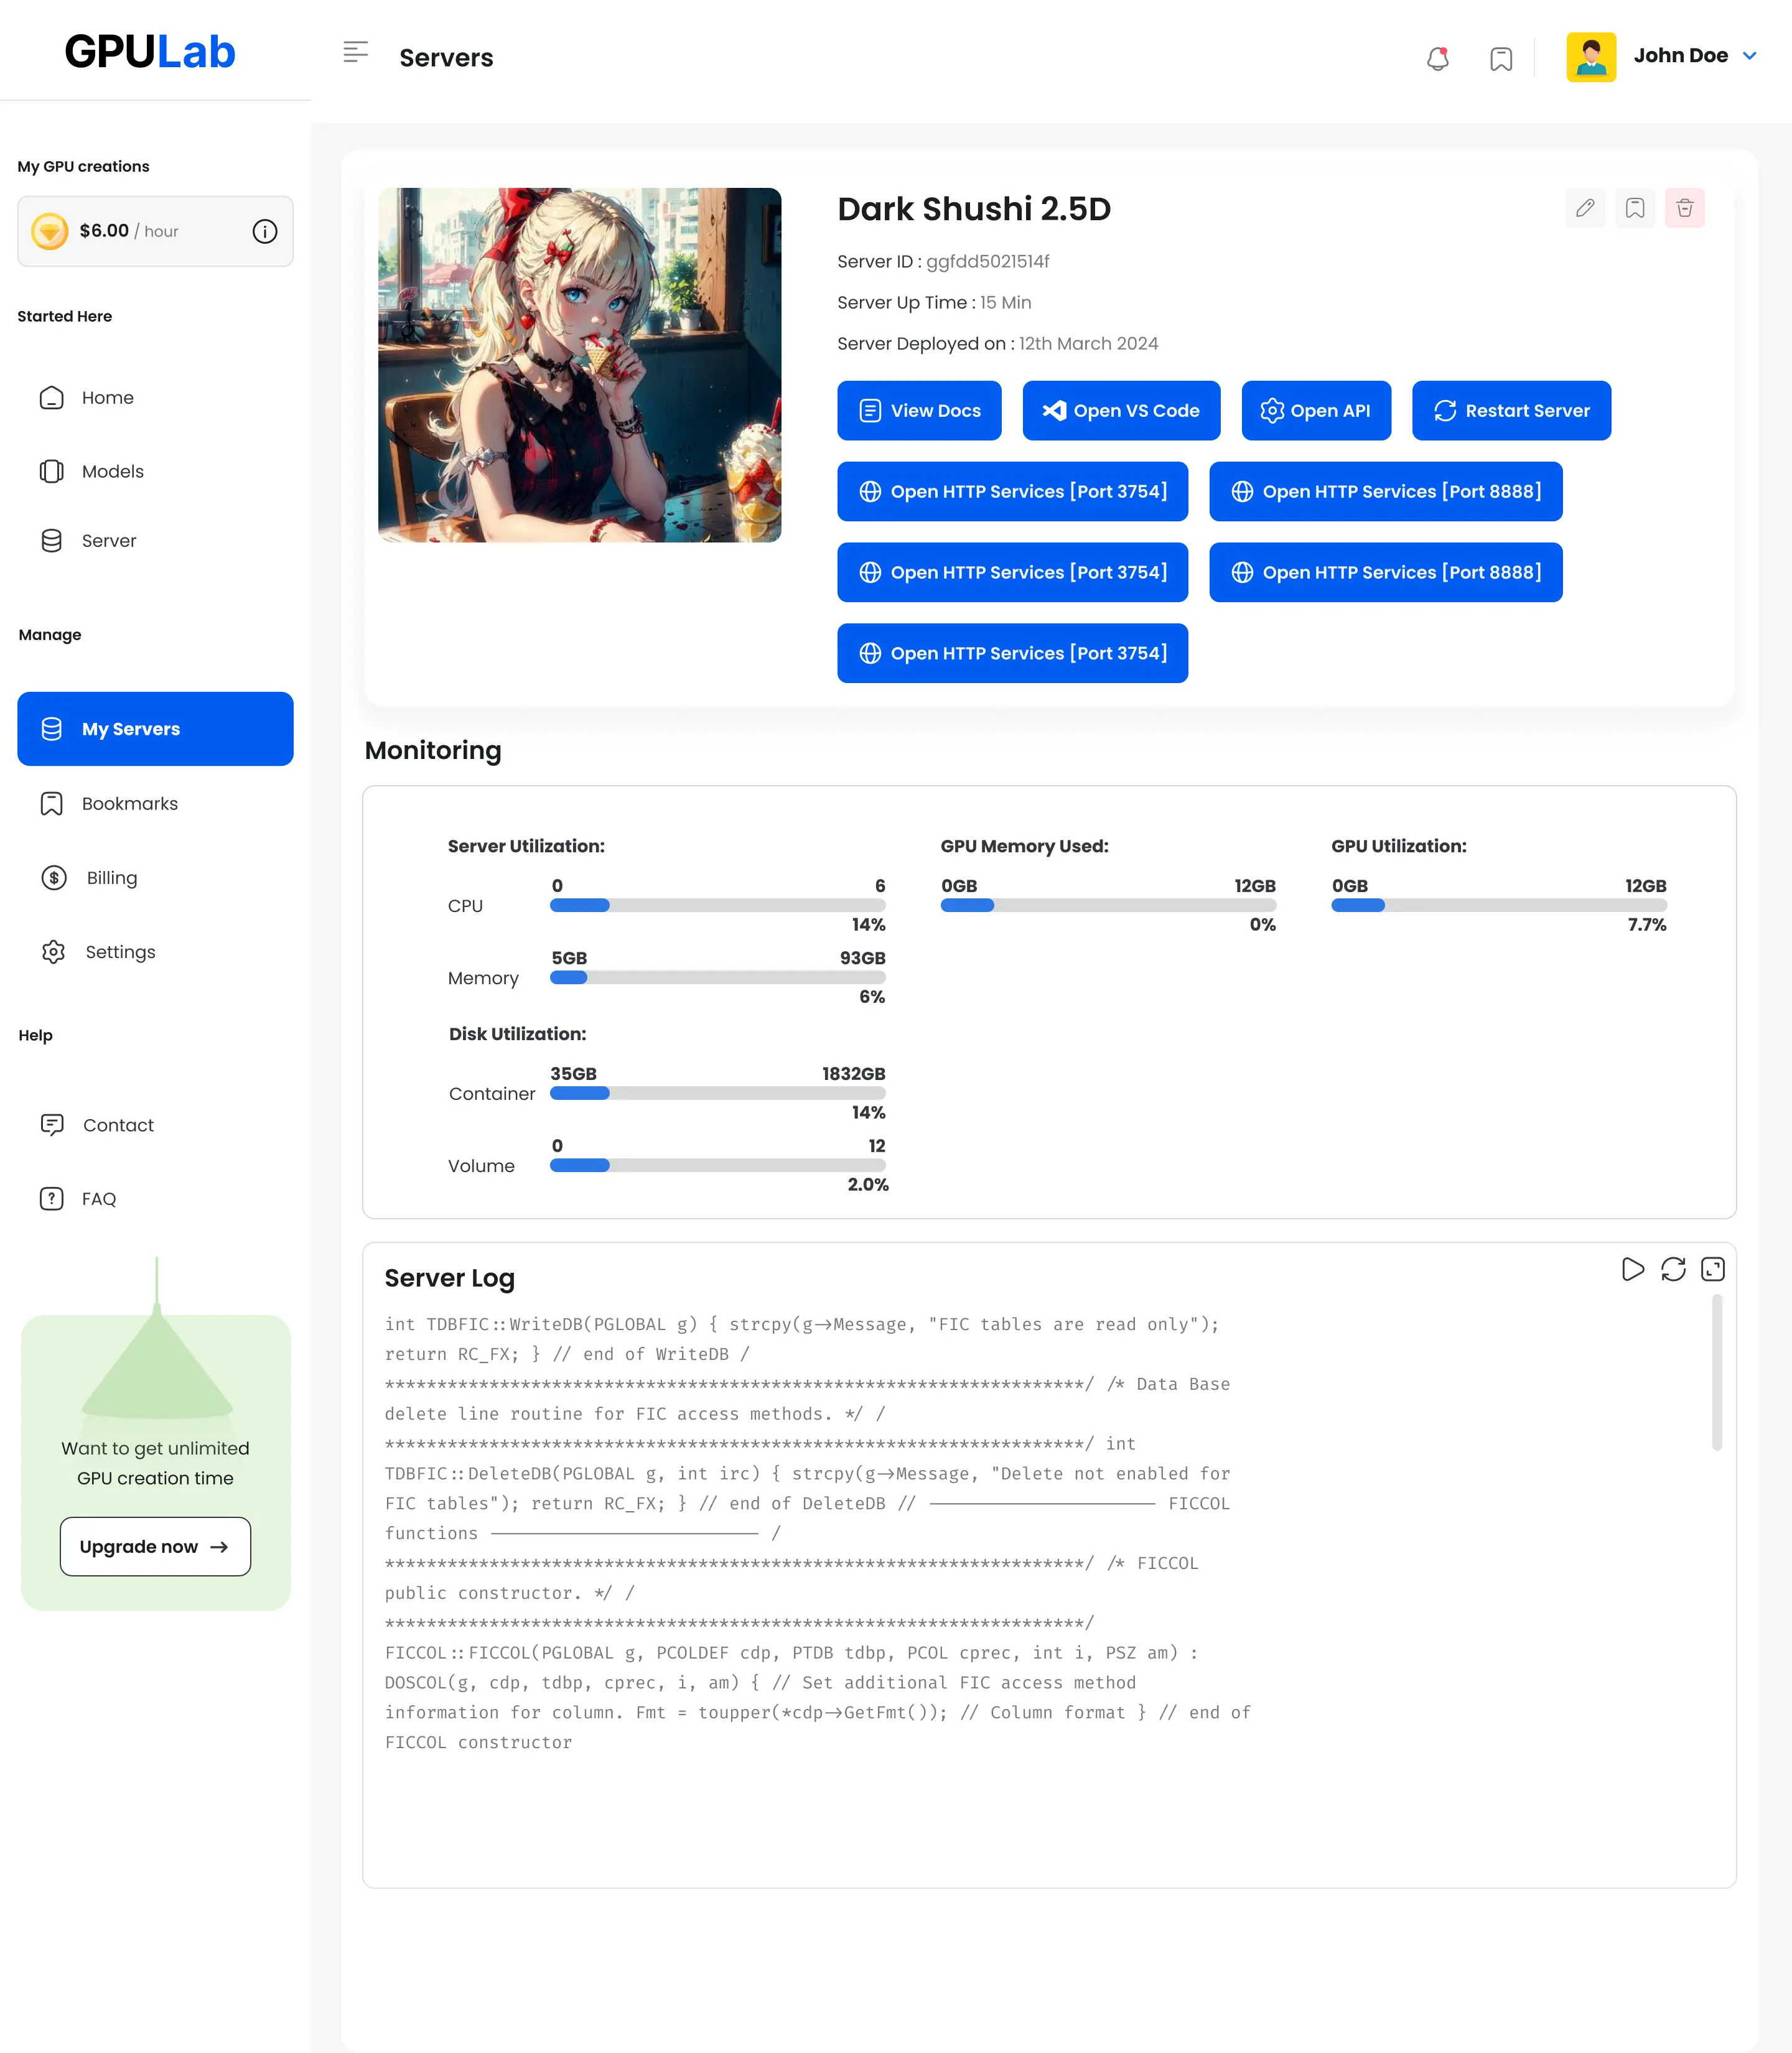 GPULab
Servers
John Doe
My GPU creations
$6.00 / hour
Started Here
Home
Models
Server
Manage
My Servers
Bookmarks
Billing
Settings
Help
Contact
FAQ
Want to get unlimited
GPU creation time
Upgrade now →
Dark Shushi 2.5D
Server ID : ggfdd5021514f
Server Up Time : 15 Min
Server Deployed on : 12th March 2024
View Docs
Open VS Code
Open API
Restart Server
Open HTTP Services [Port 3754]
Open HTTP Services [Port 8888]
Open HTTP Services [Port 3754]
Open HTTP Services [Port 8888]
Open HTTP Services [Port 3754]
Monitoring
Server Utilization:
CPU
0 6
14%
Memory
5GB 93GB
6%
Disk Utilization:
Container
35GB 1832GB
14%
Volume
0 12
2.0%
GPU Memory Used:
0GB 12GB
0%
GPU Utilization:
0GB 12GB
7.7%
Server Log
int TDBFIC::WriteDB(PGLOBAL g) { strcpy(g->Message, "FIC tables are read only");
return RC_FX; } // end of WriteDB /
*******************************************************************/ /* Data Base
delete line routine for FIC access methods. */ /
*******************************************************************/ int
TDBFIC::DeleteDB(PGLOBAL g, int irc) { strcpy(g->Message, "Delete not enabled for
FIC tables"); return RC_FX; } // end of DeleteDB // ---------------------- FICCOL
functions -------------------------- /
*******************************************************************/ /* FICCOL
public constructor. */ /
*******************************************************************/
FICCOL::FICCOL(PGLOBAL g, PCOLDEF cdp, PTDB tdbp, PCOL cprec, int i, PSZ am) :
DOSCOL(g, cdp, tdbp, cprec, i, am) { // Set additional FIC access method
information for column. Fmt = toupper(*cdp->GetFmt()); // Column format } // end of
FICCOL constructor